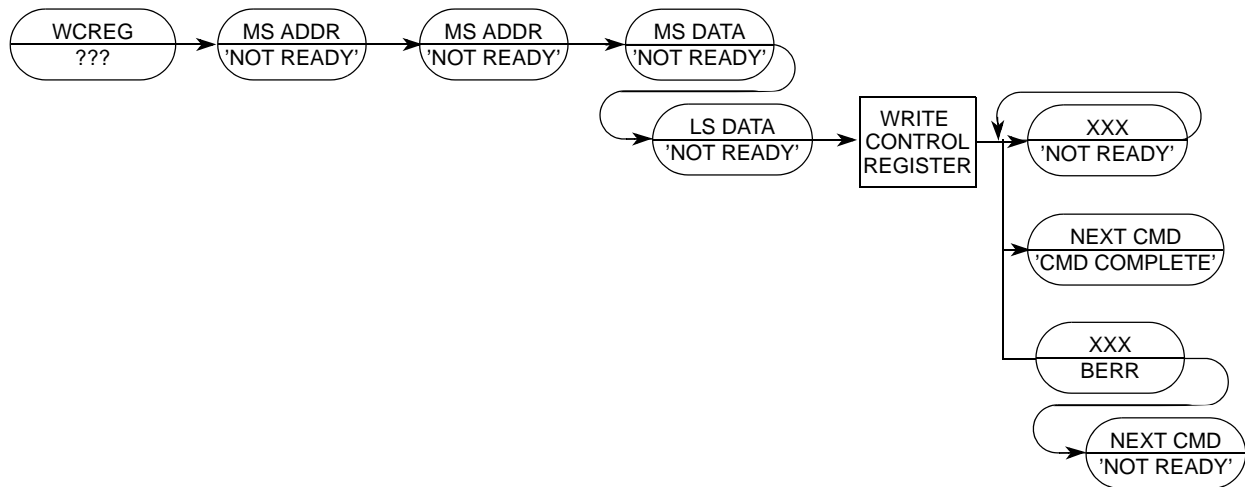 WCREG
???
MS ADDR
'NOT READY'
MS ADDR
'NOT READY'
MS DATA
'NOT READY'
LS DATA
'NOT READY'
WRITE
CONTROL
REGISTER
XXX
'NOT READY'
NEXT CMD
'CMD COMPLETE'
XXX
BERR
NEXT CMD
'NOT READY'